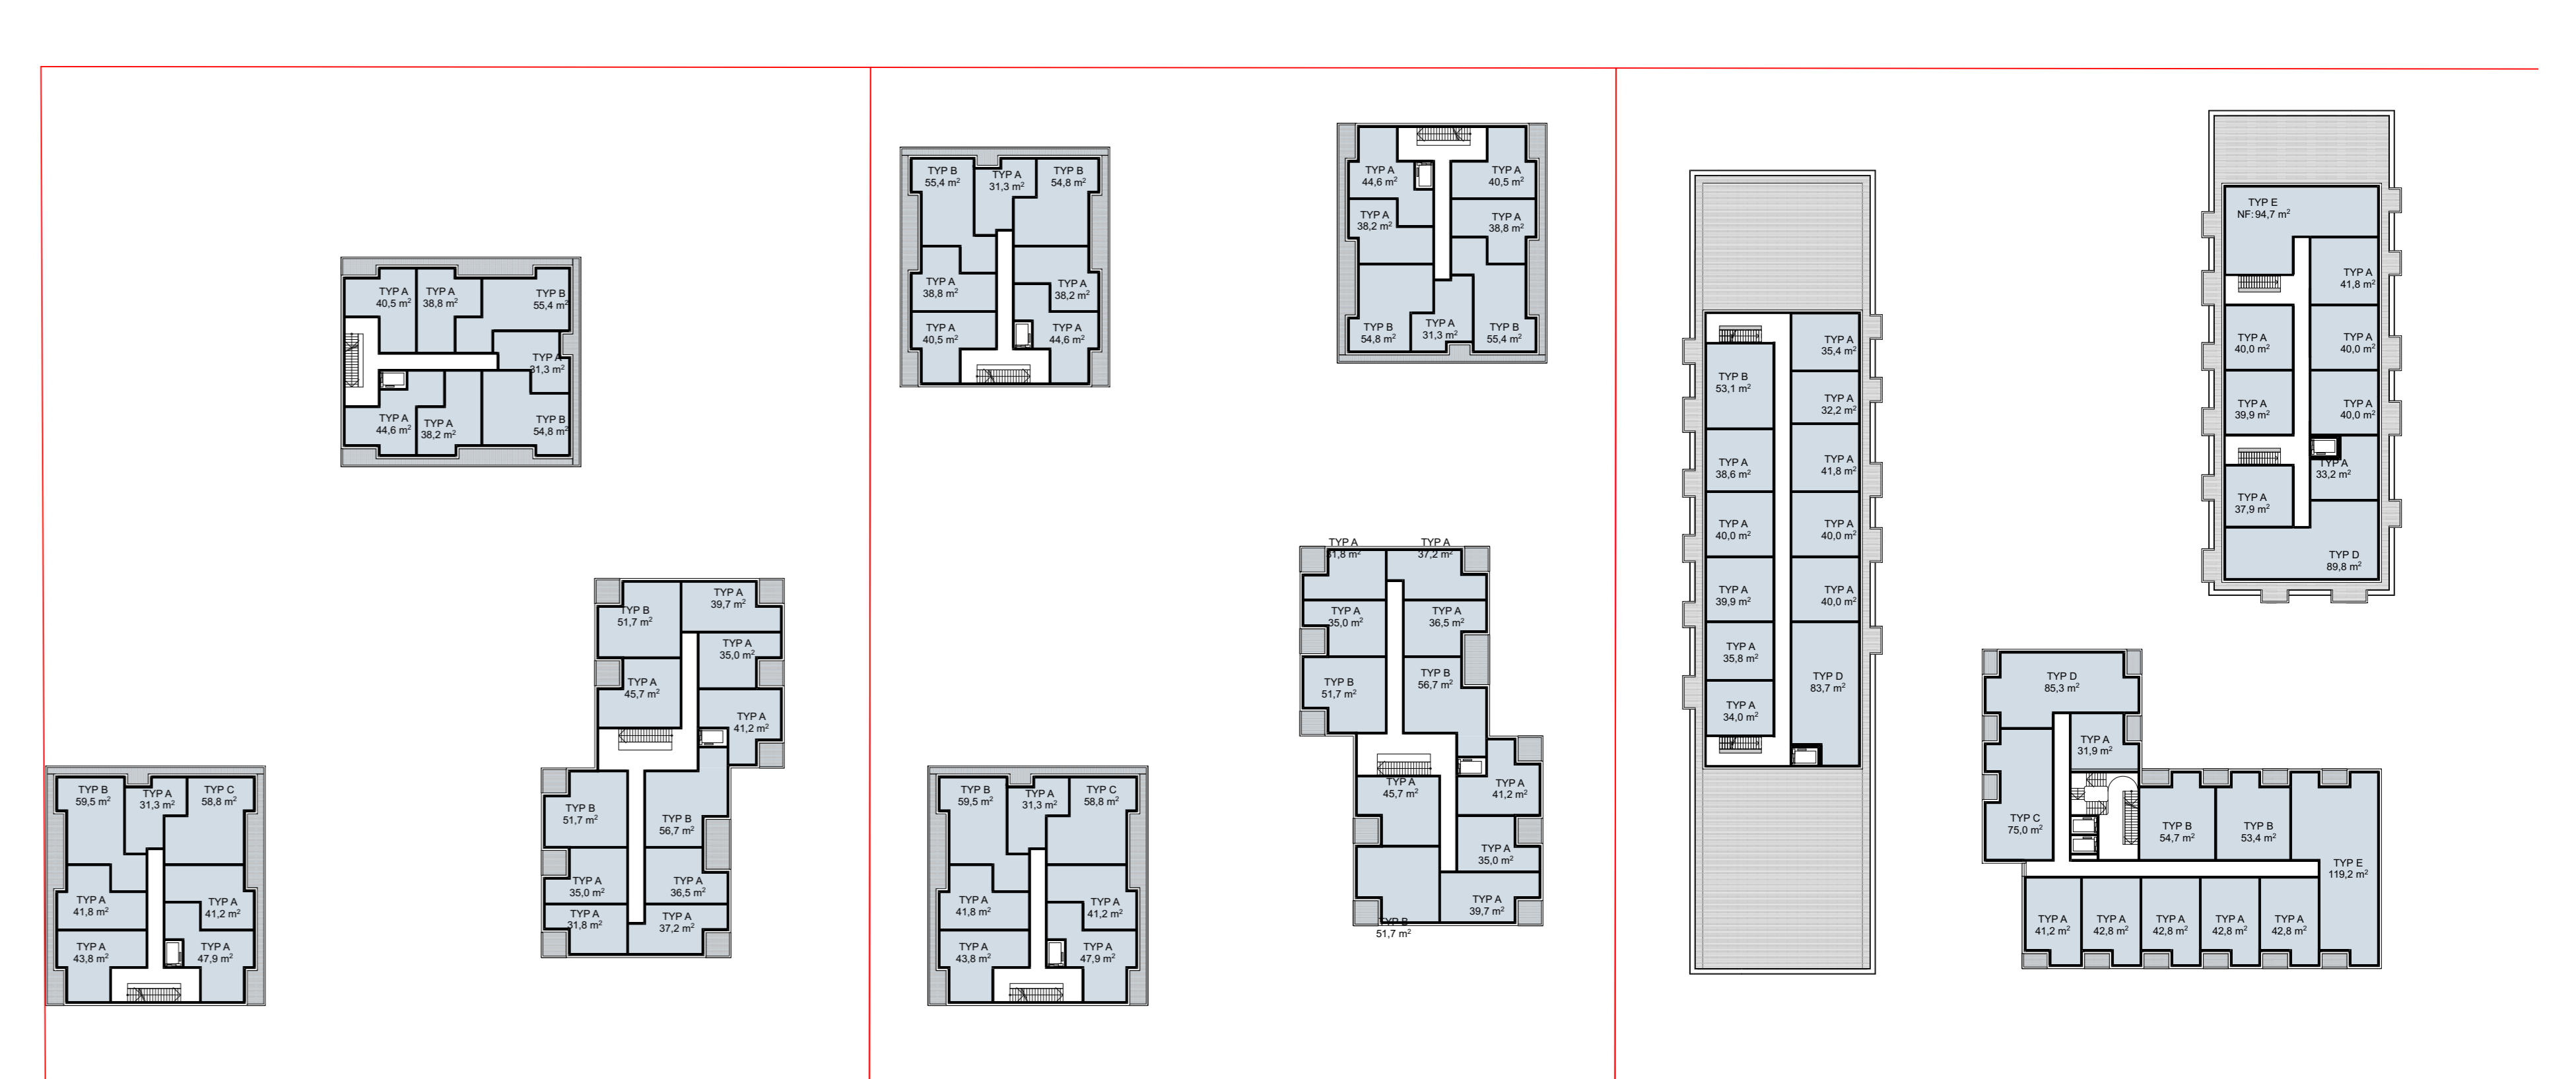 TYP A
40,5 m²
TYP A
38,8 m²
TYP B
55,4 m²
TYP A
31,3 m²
TYP A
44,6 m²
TYP A
38,2 m²
TYP B
54,8 m²
TYP B
51,7 m²
TYP A
39,7 m²
TYP A
35,0 m²
TYP A
45,7 m²
TYP A
41,2 m²
TYP B
51,7 m²
TYP B
56,7 m²
TYP A
35,0 m²
TYP A
36,5 m²
TYP A
31,8 m²
TYP A
37,2 m²
TYP B
59,5 m²
TYP A
31,3 m²
TYP C
58,8 m²
TYP A
41,8 m²
TYP A
41,2 m²
TYP A
43,8 m²
TYP A
47,9 m²
TYP B
55,4 m²
TYP A
31,3 m²
TYP B
54,8 m²
TYP A
38,8 m²
TYP A
38,2 m²
TYP A
40,5 m²
TYP A
44,6 m²
TYP A
44,6 m²
TYP A
40,5 m²
TYP A
38,2 m²
TYP A
38,8 m²
TYP B
54,8 m²
TYP A
31,3 m²
TYP B
55,4 m²
TYP A
31,8 m²
TYP A
37,2 m²
TYP A
35,0 m²
TYP A
36,5 m²
TYP B
51,7 m²
TYP B
56,7 m²
TYP A
45,7 m²
TYP A
41,2 m²
TYP A
35,0 m²
TYP A
39,7 m²
TYP B
51,7 m²
TYP B
59,5 m²
TYP A
31,3 m²
TYP C
58,8 m²
TYP A
41,8 m²
TYP A
41,2 m²
TYP A
43,8 m²
TYP A
47,9 m²
TYP A
35,4 m²
TYP B
53,1 m²
TYP A
32,2 m²
TYP A
38,6 m²
TYP A
41,8 m²
TYP A
40,0 m²
TYP A
40,0 m²
TYP A
39,9 m²
TYP A
40,0 m²
TYP A
35,8 m²
TYP D
83,7 m²
TYP A
34,0 m²
TYP E
NF: 94,7 m²
TYP A
41,8 m²
TYP A
40,0 m²
TYP A
40,0 m²
TYP A
39,9 m²
TYP A
40,0 m²
TYP A
33,2 m²
TYP A
37,9 m²
TYP D
89,8 m²
TYP D
85,3 m²
TYP A
31,9 m²
TYP C
75,0 m²
TYP B
54,7 m²
TYP B
53,4 m²
TYP E
119,2 m²
TYP A
41,2 m²
TYP A
42,8 m²
TYP A
42,8 m²
TYP A
42,8 m²
TYP A
42,8 m²